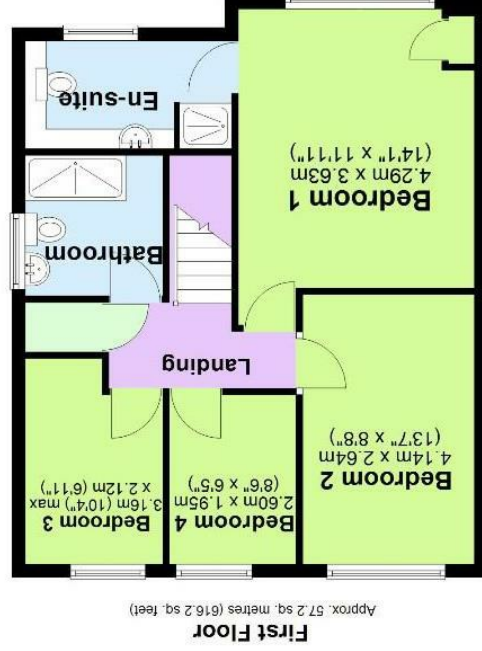 First Floor
Approx. 57.2 sq. metres (616.2 sq. feet)
Bedroom 2
4.14m x 2.64m
(13'7" x 8'8")
Bedroom 4
2.60m x 1.95m
(8'6" x 6'5")
Bedroom 3
3.16m (10'4") max
x 2.12m (6'11")
Landing
Bedroom 1
4.29m x 3.63m
(14'1" x 11'11")
Bathroom
En-suite